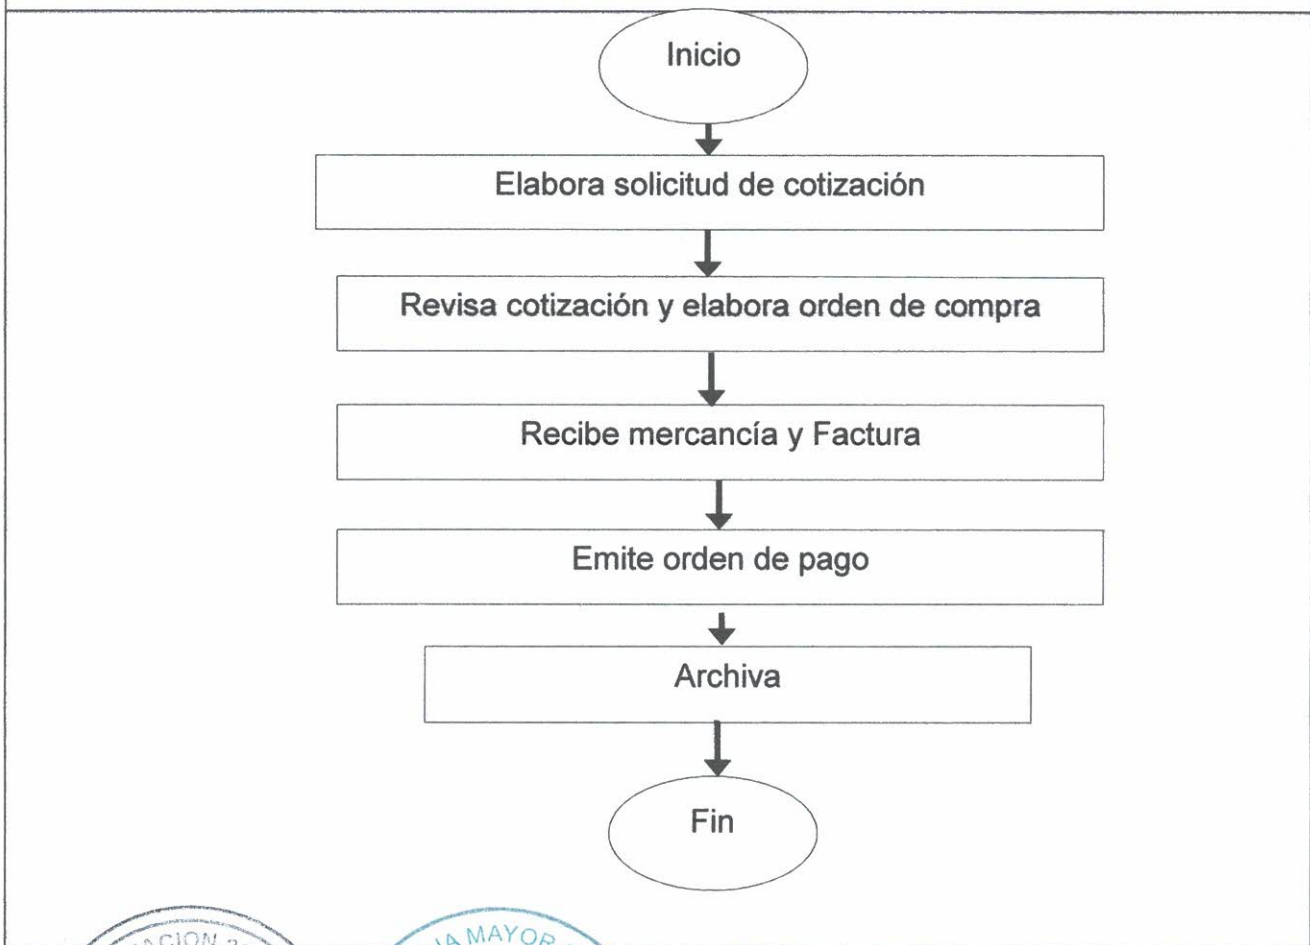 Inicio
Elabora solicitud de cotización
Revisa cotización y elabora orden de compra
Recibe mercancía y Factura
Emite orden de pago
Archiva
Fin
MAYOR